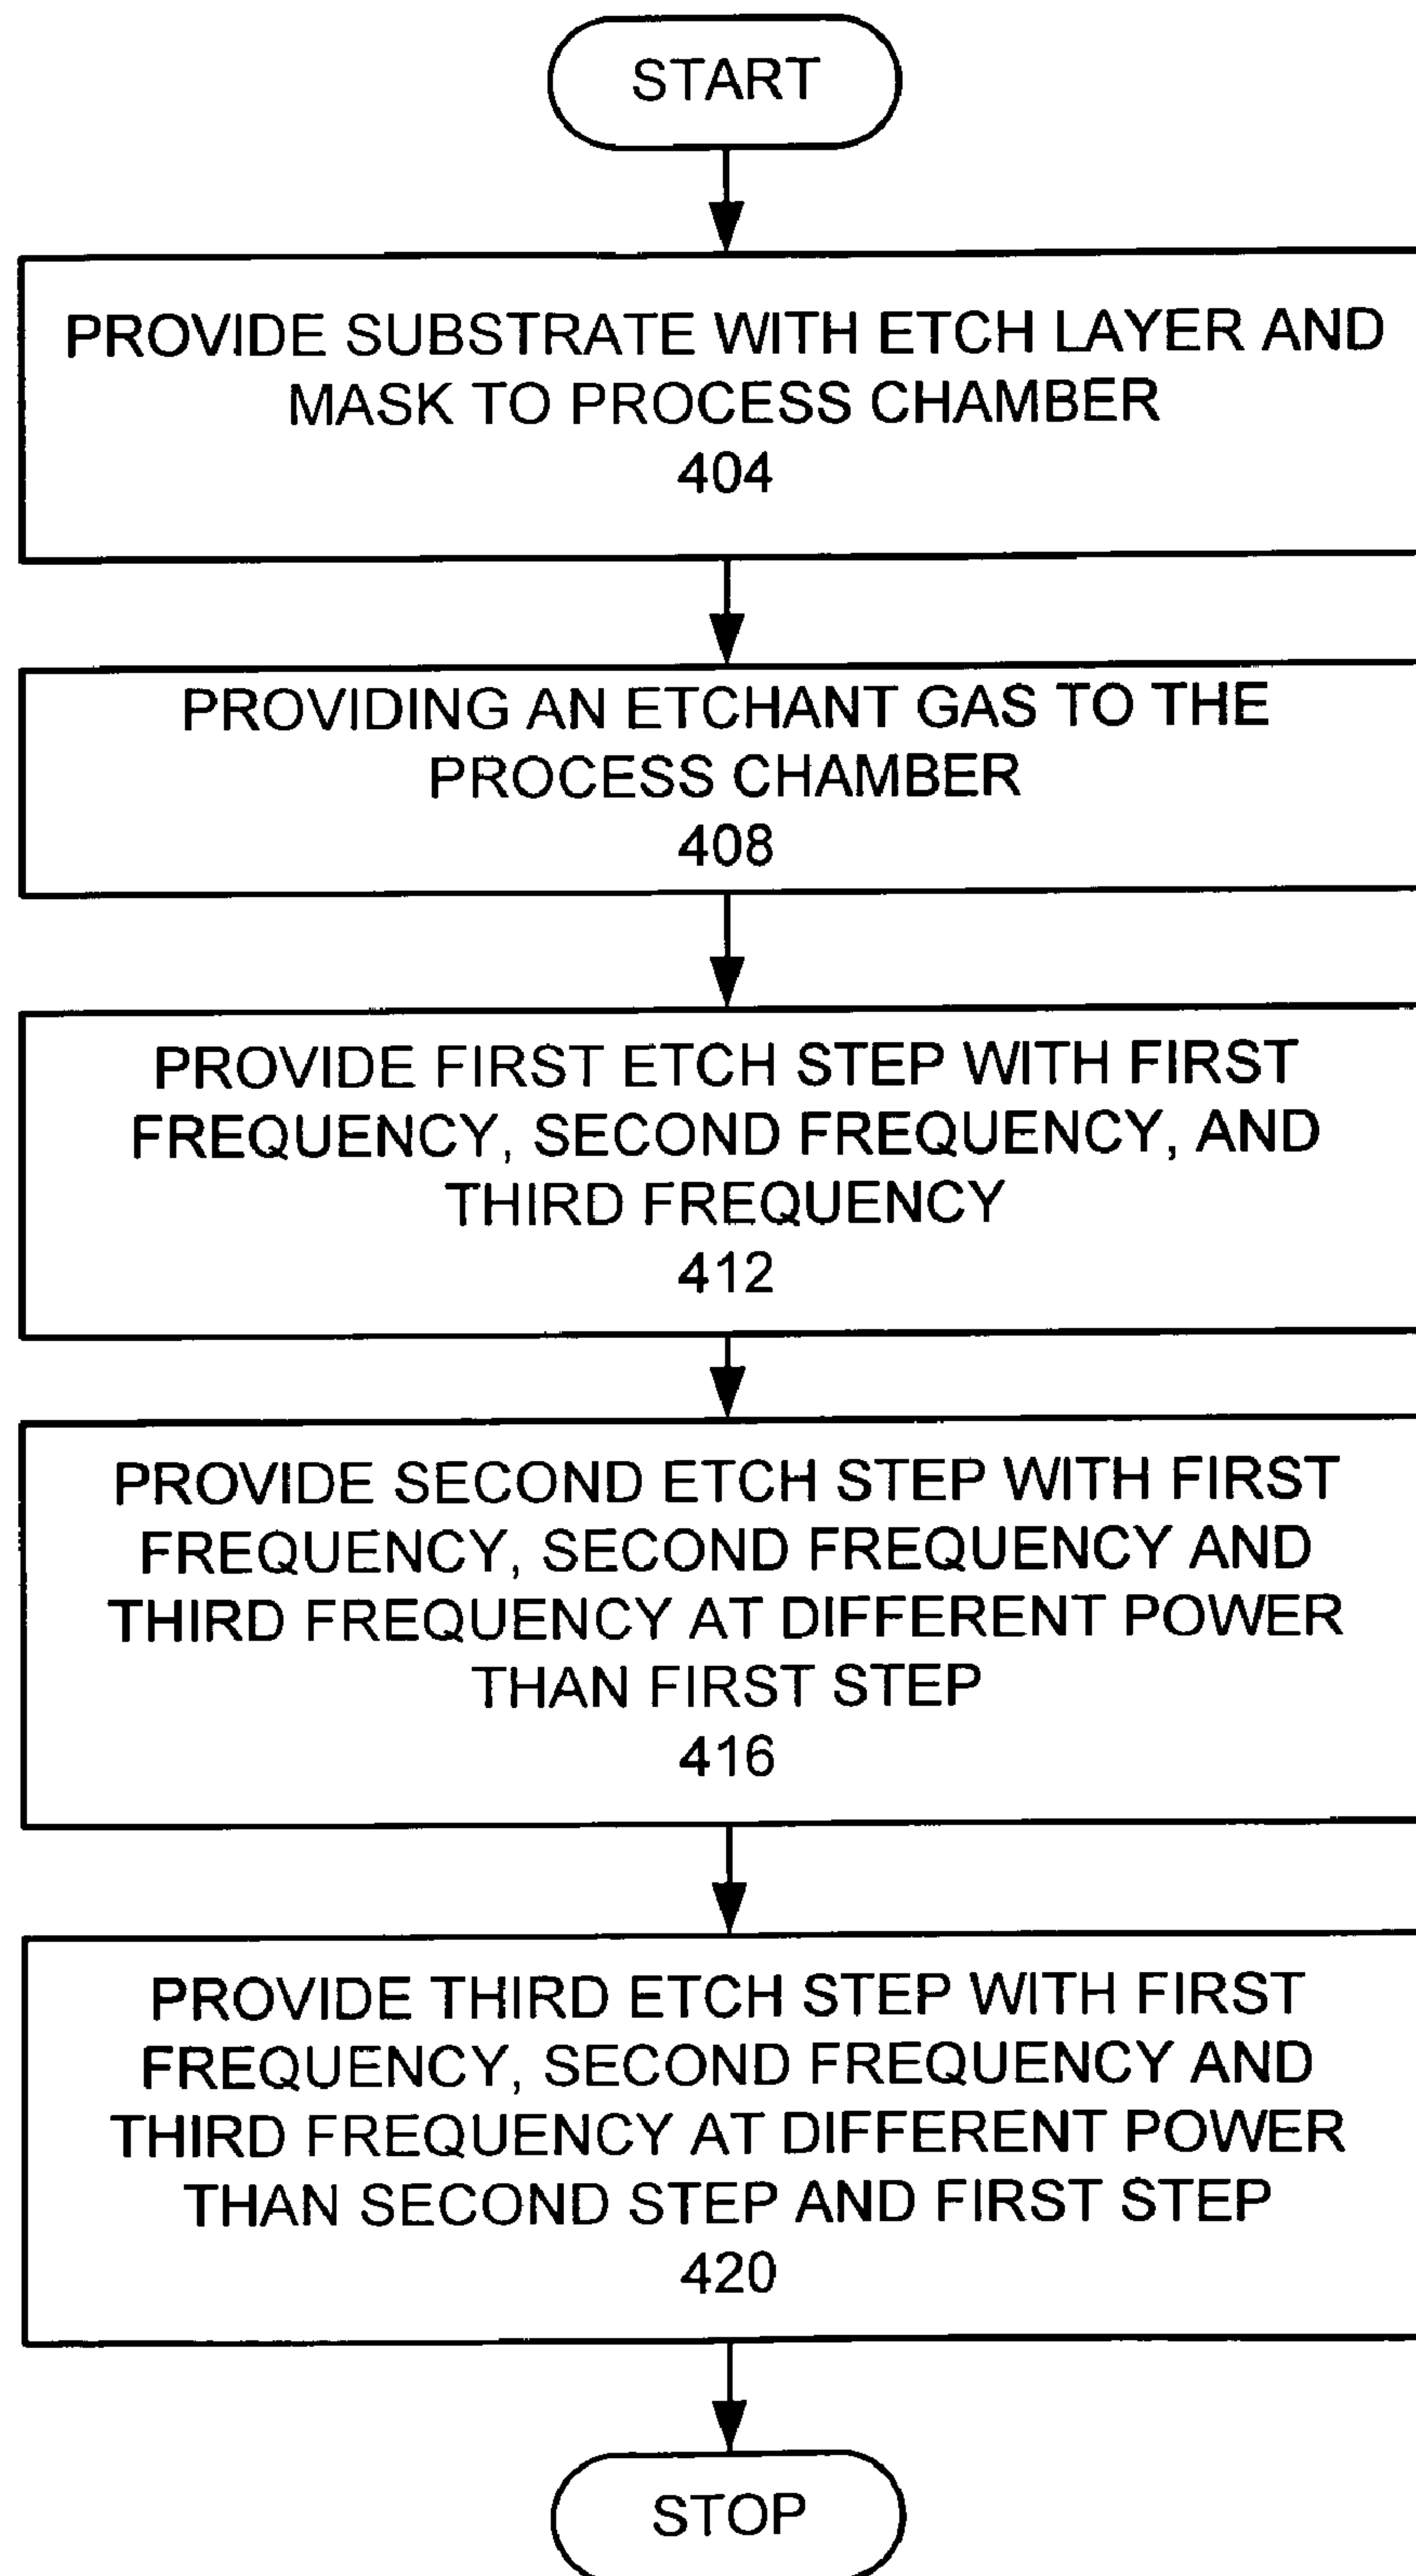 START
PROVIDE SUBSTRATE WITH ETCH LAYER AND
MASK TO PROCESS CHAMBER
404
PROVIDING AN ETCHANT GAS TO THE
PROCESS CHAMBER
408
PROVIDE FIRST ETCH STEP WITH FIRST
FREQUENCY, SECOND FREQUENCY, AND
THIRD FREQUENCY
412
PROVIDE SECOND ETCH STEP WITH FIRST
FREQUENCY, SECOND FREQUENCY AND
THIRD FREQUENCY AT DIFFERENT POWER
THAN FIRST STEP
416
PROVIDE THIRD ETCH STEP WITH FIRST
FREQUENCY, SECOND FREQUENCY AND
THIRD FREQUENCY AT DIFFERENT POWER
THAN SECOND STEP AND FIRST STEP
420
STOP